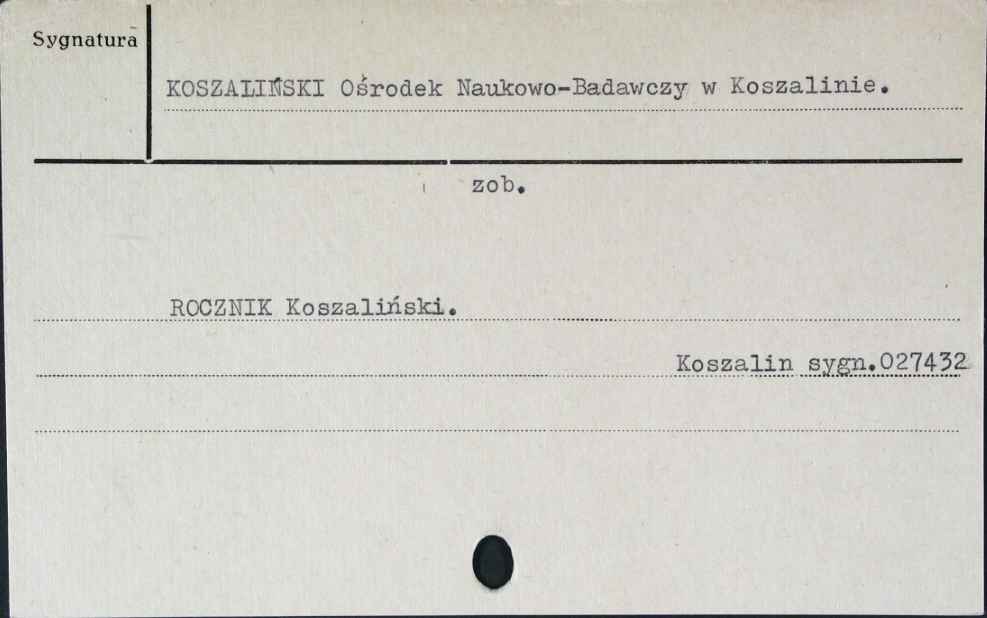 Sygnatura
KOSZALIŃSKI Ośrodek Naukowo-Badawczy w Koszalinie.
zob.
ROCZNIK Koszaliński.
Koszalin sygn.027432